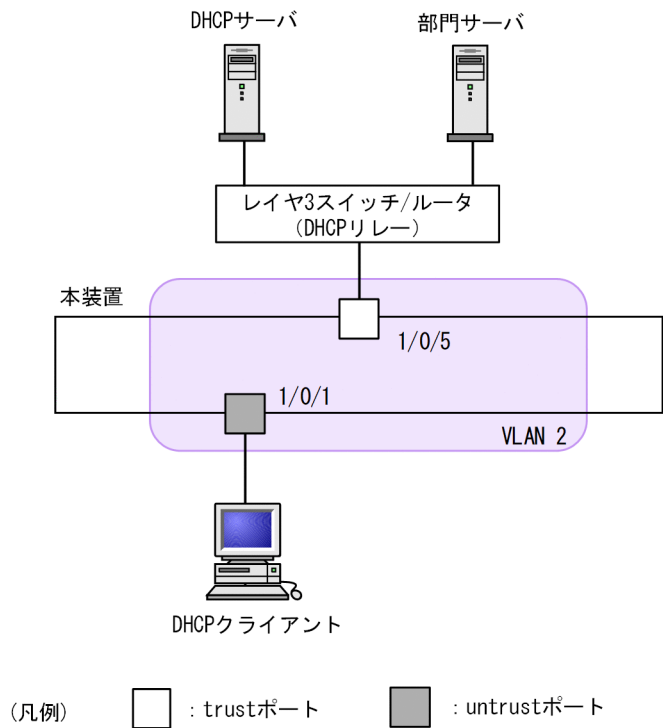 DHCPサーバ
部門サーバ
レイヤ3スイッチ/ルータ
(DHCPリレー)
本装置
1/0/5
1/0/1
VLAN 2
DHCPクライアント
(凡例)
:trustポート
:untrustポート